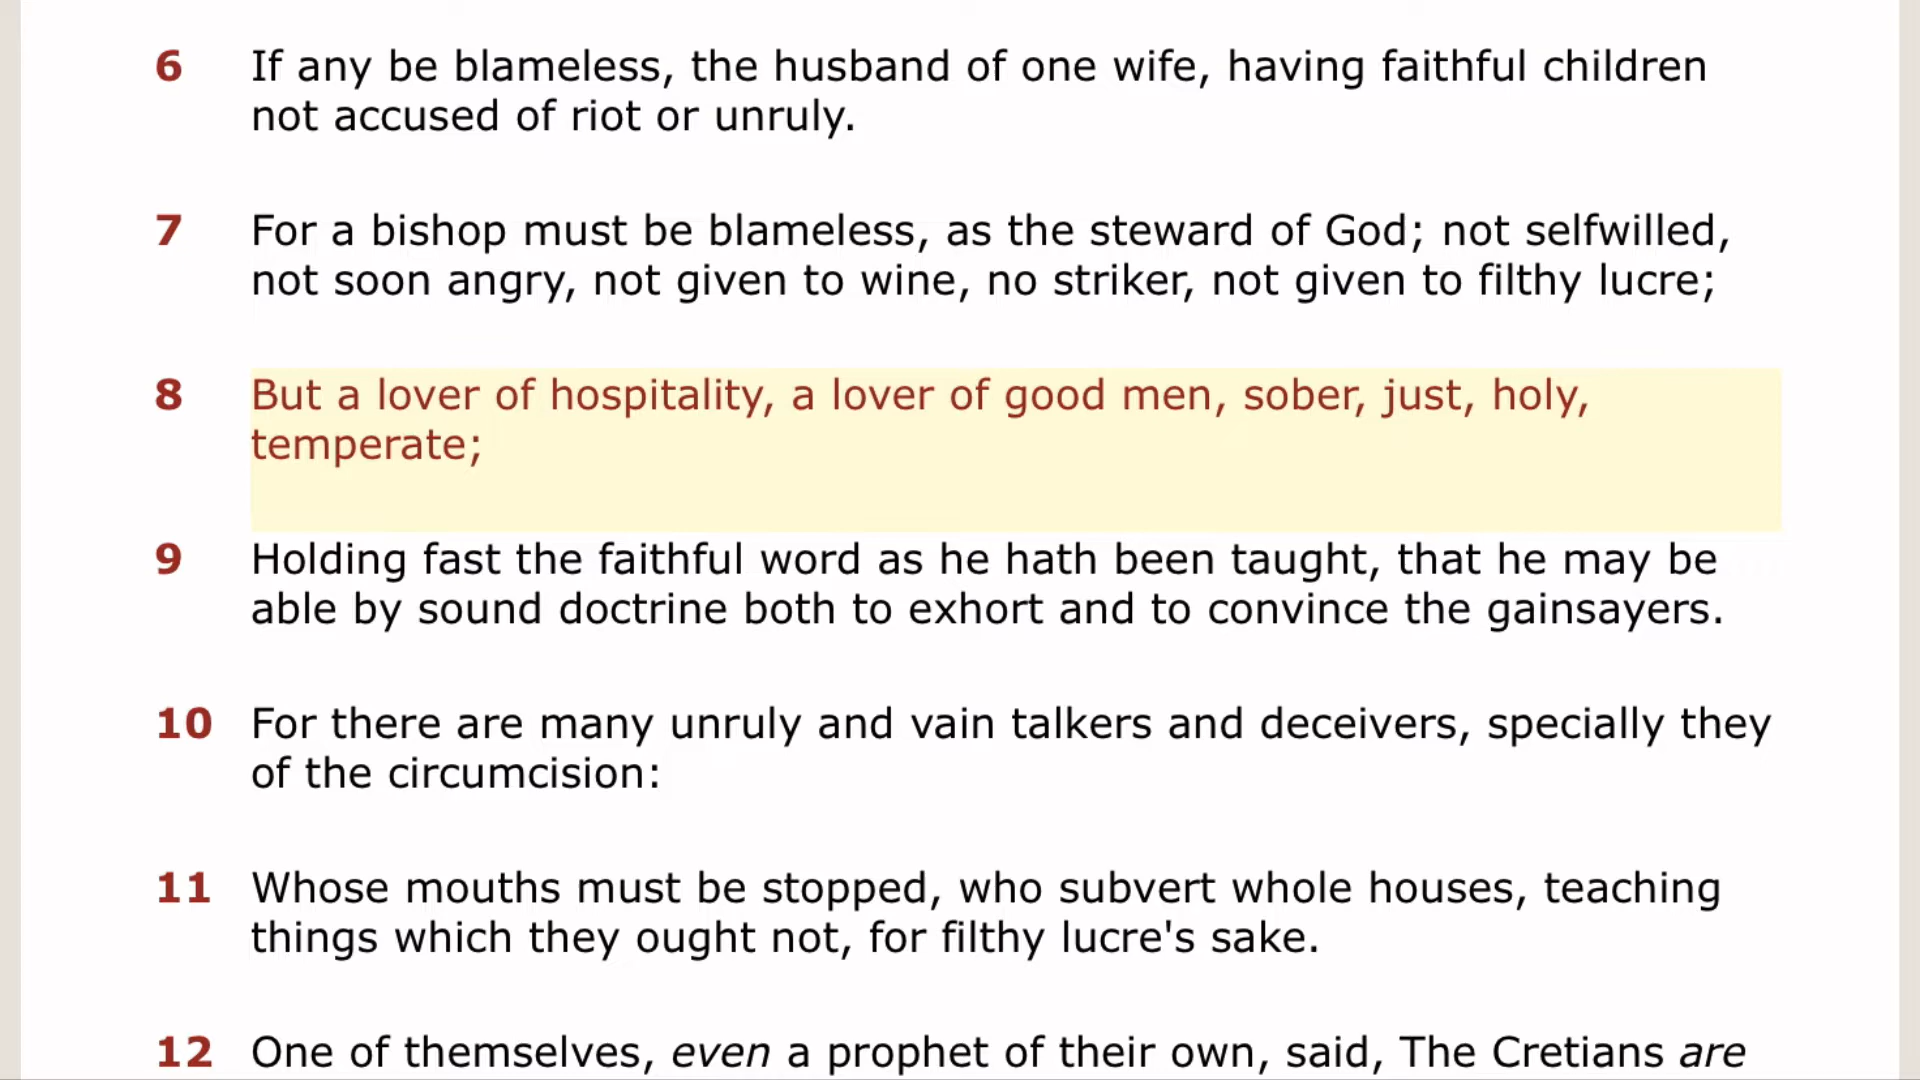 6 If any be blameless, the husband of one wife, having faithful children
not accused of riot or unruly.
7 For a bishop must be blameless, as the steward of God; not selfwilled,
not soon angry, not given to wine, no striker, not given to filthy lucre;
8 But a lover of hospitality, a lover of good men, sober, just, holy,
temperate;
9 Holding fast the faithful word as he hath been taught, that he may be
able by sound doctrine both to exhort and to convince the gainsayers.
10 For there are many unruly and vain talkers and deceivers, specially they
of the circumcision:
11 Whose mouths must be stopped, who subvert whole houses, teaching
things which they ought not, for filthy lucre's sake.
12 One of themselves, even a prophet of their own, said, The Cretians are